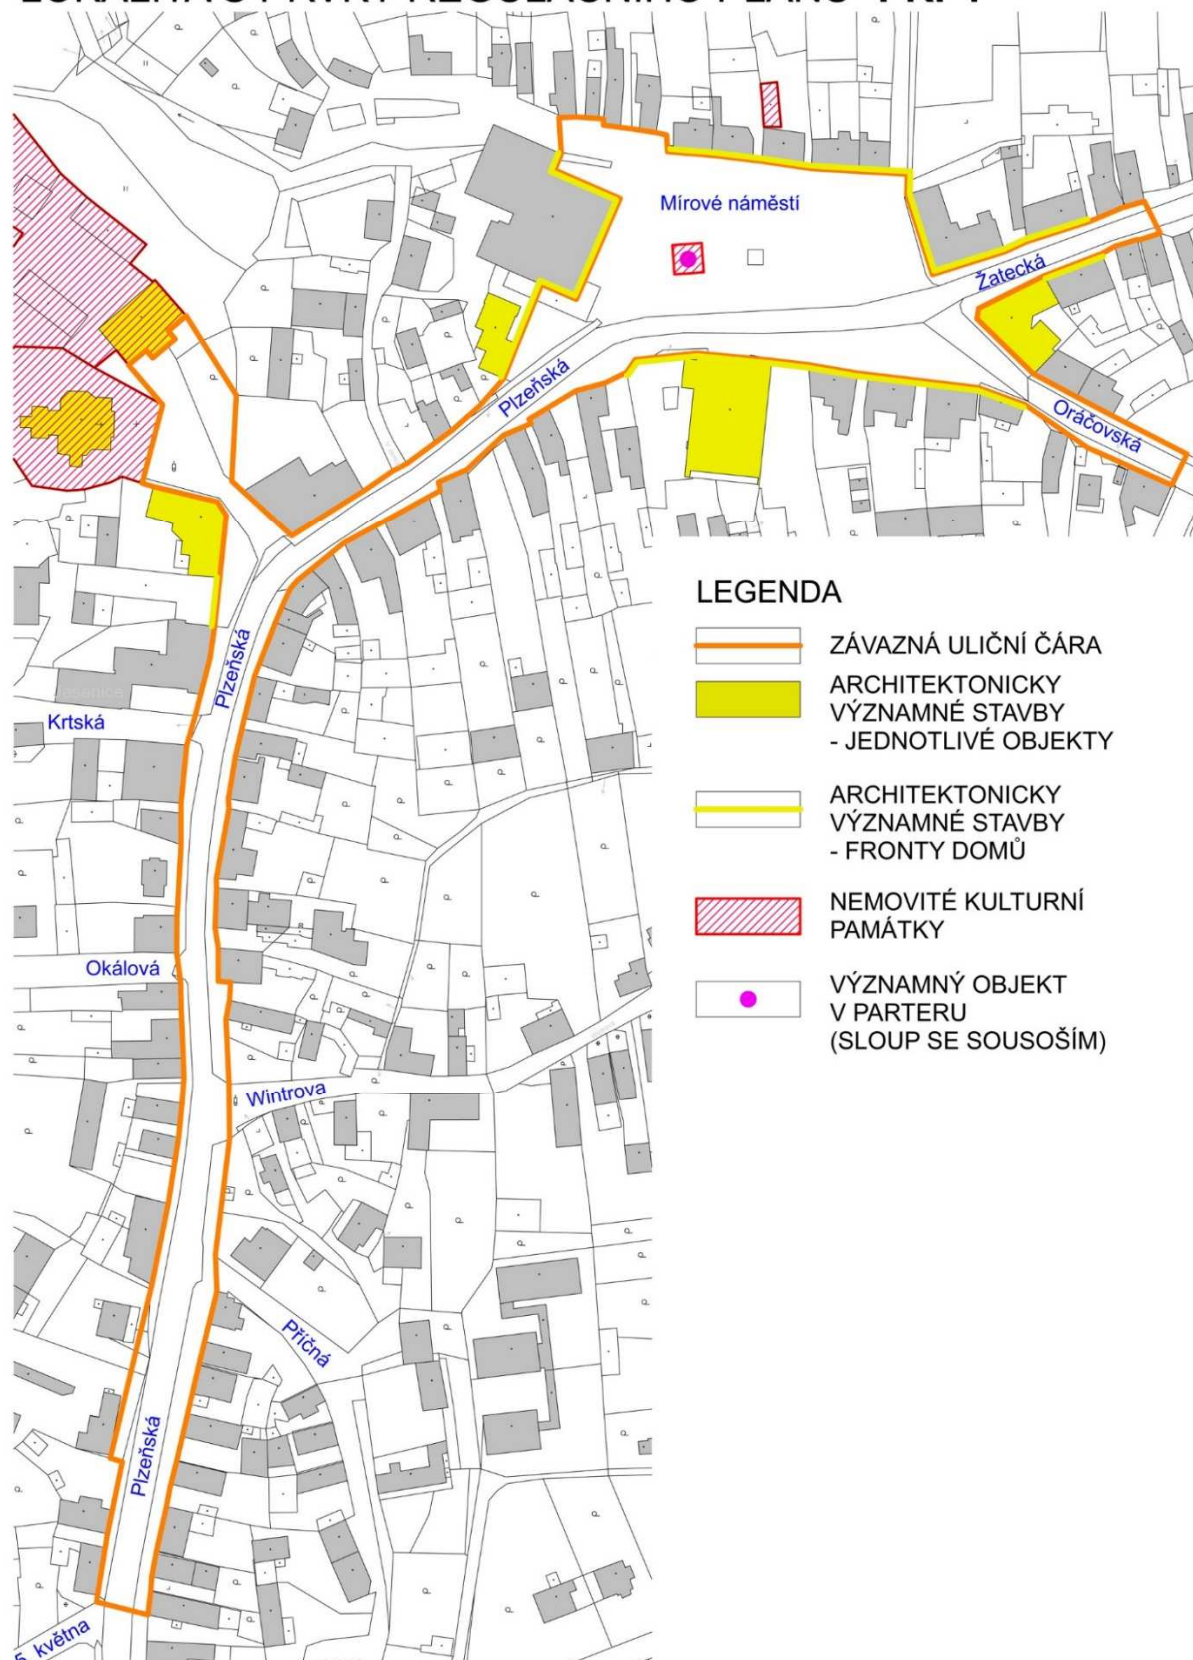 Mírové náměstí
Žatecká
Plzeňská
Oráčovská
Plzeňská
Krtská
Okálová
Wintrova
Příčná
Plzeňská
5. května
LEGENDA
ZÁVAZNÁ ULIČNÍ ČÁRA
ARCHITEKTONICKY
VÝZNAMNÉ STAVBY
- JEDNOTLIVÉ OBJEKTY
ARCHITEKTONICKY
VÝZNAMNÉ STAVBY
- FRONTY DOMŮ
NEMOVITÉ KULTURNÍ
PAMÁTKY
VÝZNAMNÝ OBJEKT
V PARTERU
(SLOUP SE SOUSOŠÍM)